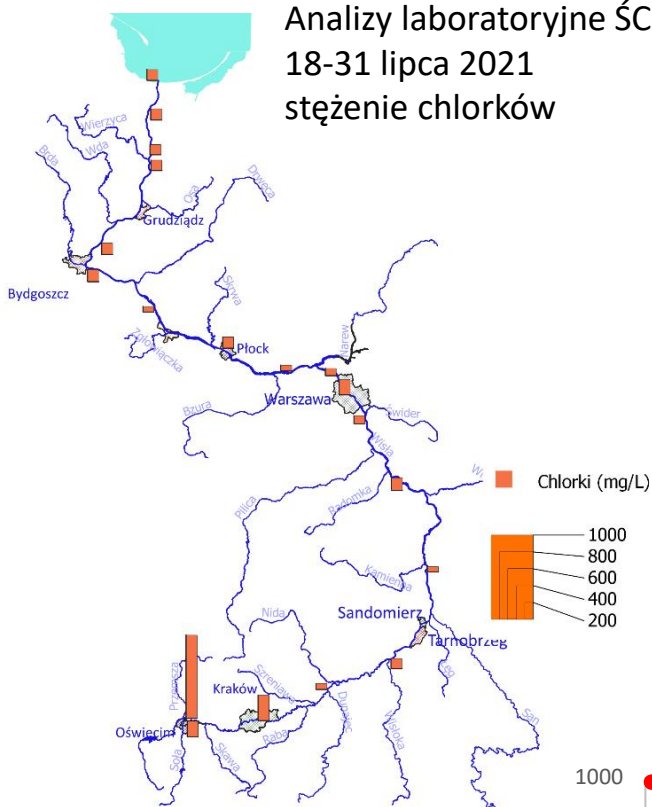 Analizy laboratoryjne ŚC
18-31 lipca 2021
stężenie chlorków
Wierzyca
Wda
Brda
Osa
Drwęca
Grudziądz
Bydgoszcz
Skrwa
Zgłowiączka
Płock
Narew
Bzura
Warszawa
Świder
Wisła
Pilica
Radomka
Kamienna
Nida
Sandomierz
Tarnobrzeg
Łęg
San
Wisłoka
Dunajec
Szreniawa
Kraków
Raba
Skawa
Przemsza
Oświęcim
Soła
Chlorki (mg/L)
1000
800
600
400
200
1000